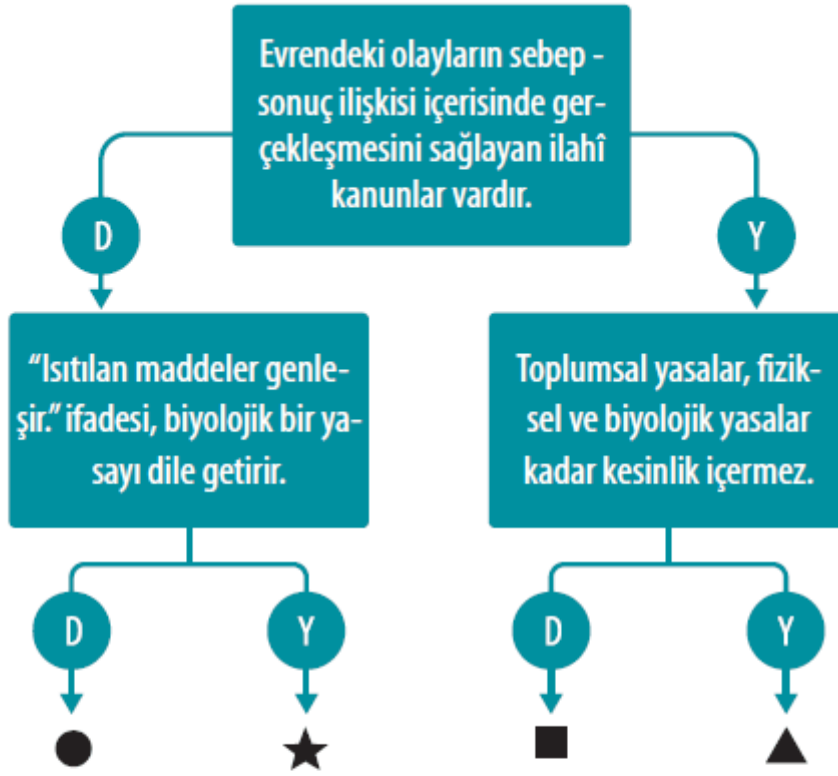 Evrendeki olayların sebep -
sonuç ilişkisi içerisinde ger-
çekleşmesini sağlayan ilahî
kanunlar vardır.
D
Y
“Isıtılan maddeler genle-
şir.” ifadesi, biyolojik bir ya-
sayı dile getirir.
Toplumsal yasalar, fizik-
sel ve biyolojik yasalar
kadar kesinlik içermez.
D
Y
D
Y